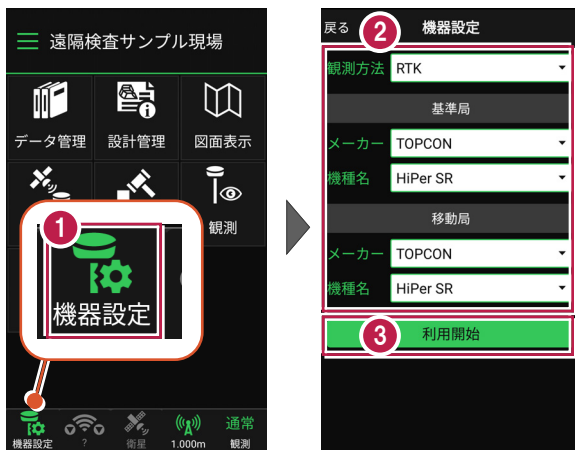 遠隔検査サンプル現場
データ管理
設計管理
図面表示
観測
1
機器設定
機器設定
?
衛星
1.000m
通常
観測
戻る
2
機器設定
観測方法 RTK
基準局
メーカー TOPCON
機種名 HiPer SR
移動局
メーカー TOPCON
機種名 HiPer SR
3
利用開始